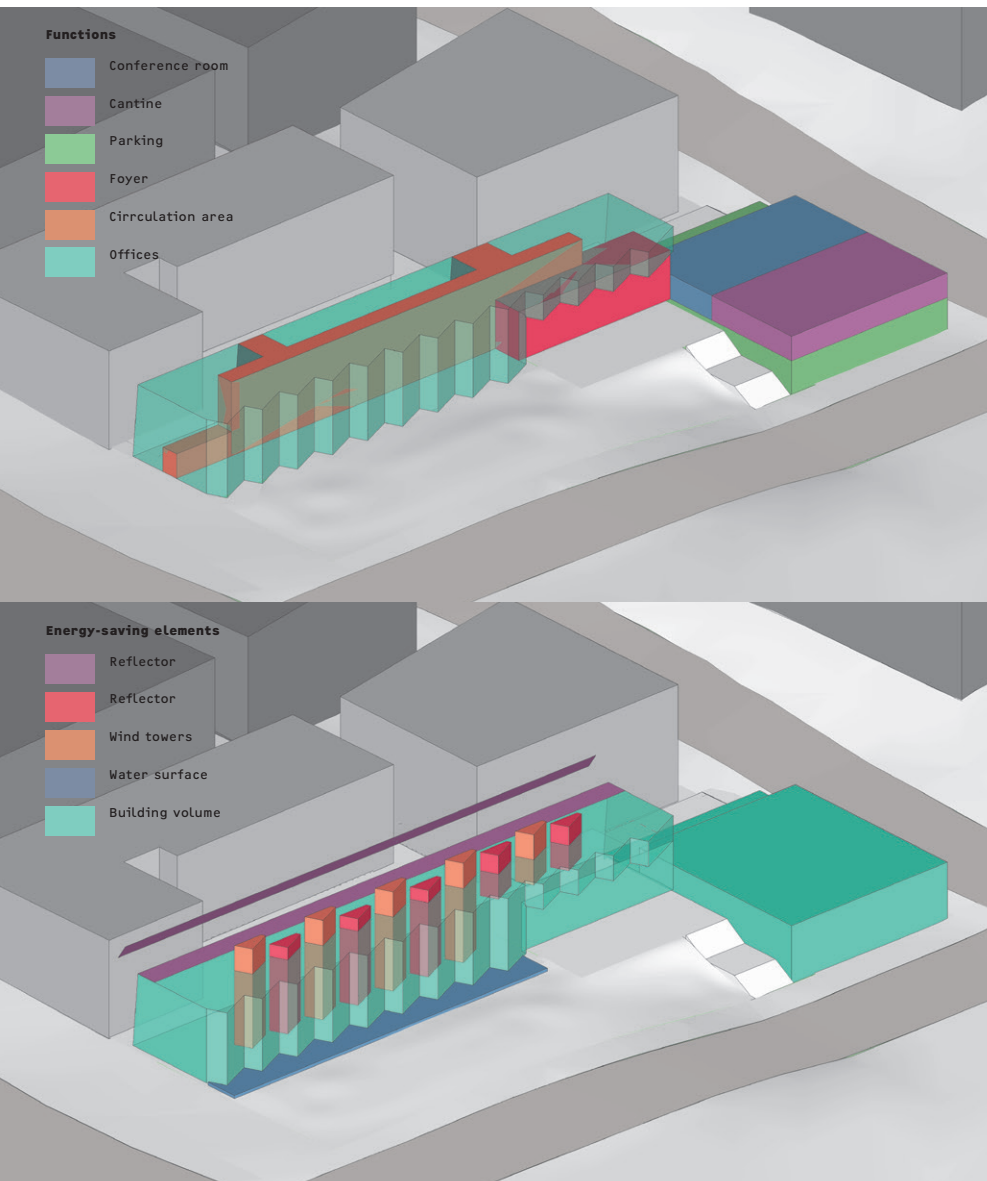 Functions
Conference room
Cantine
Parking
Foyer
Cirrculation area
Offices
Energy-saving elements
Reflector
Reflector
Wind towers
Water surface
Building volume